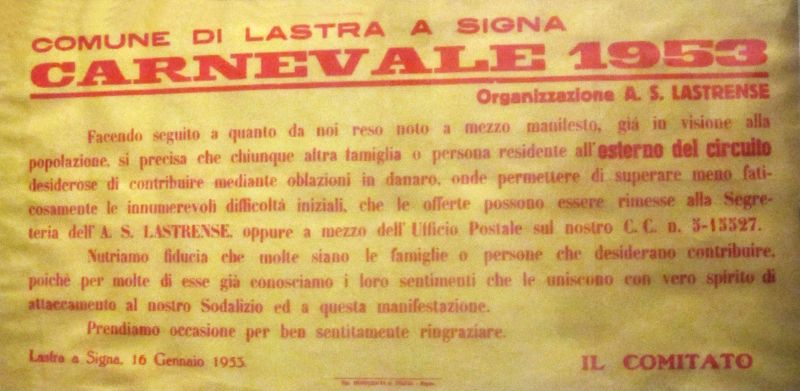 COMUNE DI LASTRA A SIGNA
CARNEVALE 1953
Organizzazione A. S. LASTRENSE
Facendo seguito a quanto da noi reso noto a mezzo manifesto, già in visione alla
popolazione, si precisa che chiunque altra famiglia o persona residente all'esterno del circuito
desiderose di contribuire mediante oblazioni in danaro, onde permettere di superare meno fati-
cosamente le innumerevoli difficoltà iniziali, che le offerte possono essere rimesse alla Segre-
teria dell'A. S. LASTRENSE, oppure a mezzo dell'Ufficio Postale sul nostro C. C. n. 5-15527.
Nutriamo fiducia che molte siano le famiglie o persone che desiderano contribuire,
poichè per molte di esse già conosciamo i loro sentimenti che le uniscono con vero spirito di
attaccamento al nostro Sodalizio ed a questa manifestazione.
Prendiamo occasione per ben sentitamente ringraziare.
Lastra a Signa, 16 Gennaio 1953.
IL COMITATO